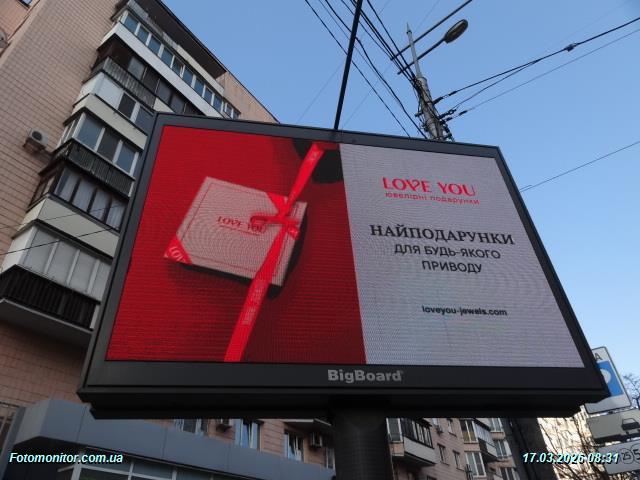 LOVE YOU
ювелірні подарунки
НАЙПОДАРУНКИ
ДЛЯ БУДЬ-ЯКОГО
ПРИВОДУ
loveyou-jewels.com
LOVE YOU
BigBoard
P
Fotomonitor.com.ua
17.03.2026 08:31